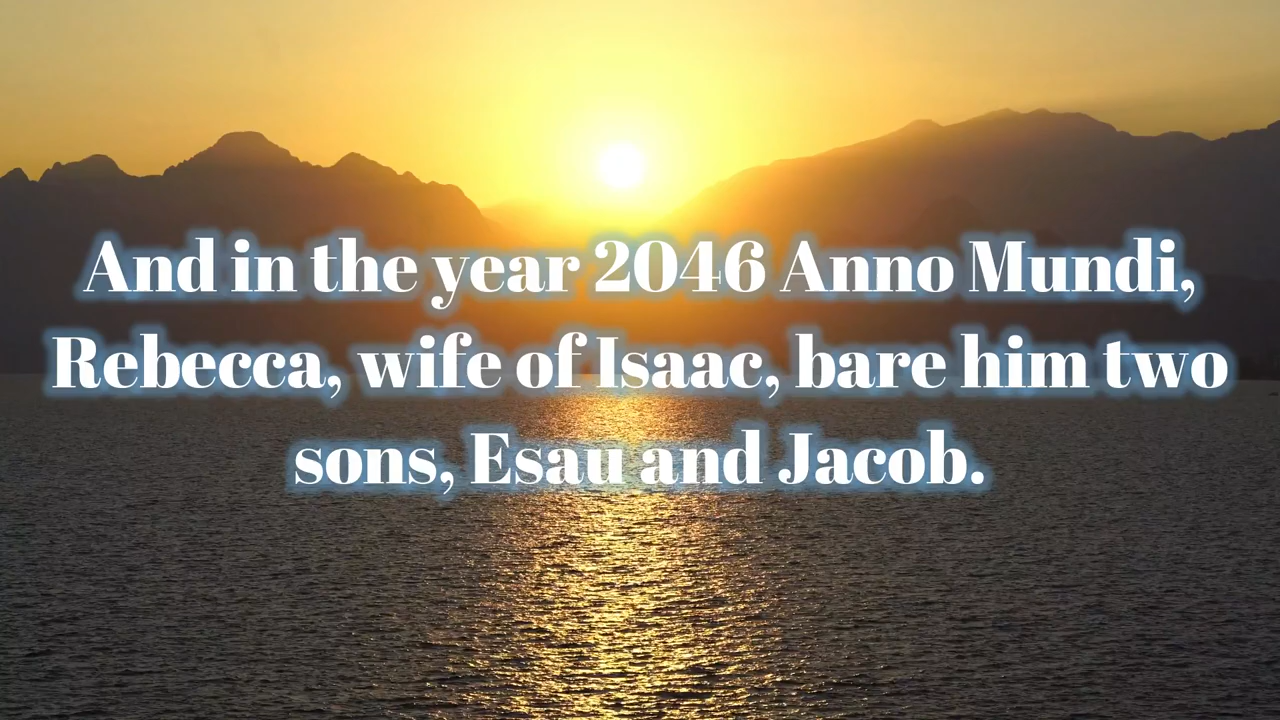 And in the year 2046 Anno Mundi,
Rebecca, wife of Isaac, bare him two
sons, Esau and Jacob.